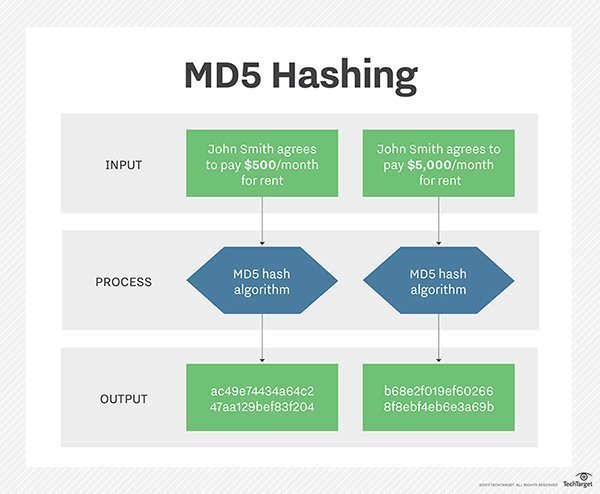 MD5 Hashing
INPUT
John Smith agrees
to pay $500/month
for rent
John Smith agrees to
pay $5,000/month
for rent
PROCESS
MD5 hash
algorithm
MD5 hash
algorithm
OUTPUT
ac49e74434a64c2
47aa129bef83f204
b68e2f019ef60266
8f8ebf4eb6e3a69b
©2017 TECHTARGET. ALL RIGHTS RESERVED
TechTarget